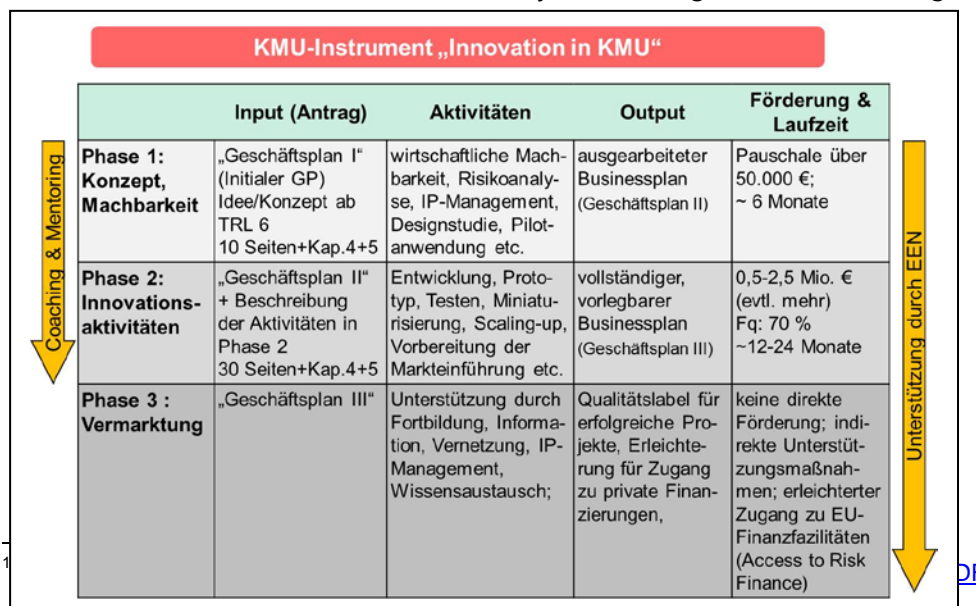 KMU-Instrument „Innovation in KMU“
Input (Antrag)
Aktivitäten
Output
Förderung &
Laufzeit
Coaching & Mentoring
Phase 1:
Konzept,
Machbarkeit
„Geschäftsplan I“
(Initialer GP)
Idee/Konzept ab
TRL 6
10 Seiten+Kap.4+5
wirtschaftliche Mach-
barkeit, Risikoanaly-
se, IP-Management,
Designstudie, Pilot-
anwendung etc.
ausgearbeiteter
Businessplan
(Geschäftsplan II)
Pauschale über
50.000 €;
~ 6 Monate
Phase 2:
Innovations-
aktivitäten
„Geschäftsplan II“
+ Beschreibung
der Aktivitäten in
Phase 2
30 Seiten+Kap.4+5
Entwicklung, Proto-
typ, Testen, Miniatu-
risierung, Scaling-up,
Vorbereitung der
Markteinführung etc.
vollständiger,
vorlegbarer
Businessplan
(Geschäftsplan III)
0,5-2,5 Mio. €
(evtl. mehr)
Fq: 70 %
~12-24 Monate
Phase 3 :
Vermarktung
„Geschäftsplan III“
Unterstützung durch
Fortbildung, Informa-
tion, Vernetzung, IP-
Management,
Wissensaustausch;
Qualitätslabel für
erfolgreiche Pro-
jekte, Erleichte-
rung für Zugang
zu private Finan-
zierungen,
keine direkte
Förderung; indi-
rekte Unterstüt-
zungsmaßnah-
men; erleichterter
Zugang zu EU-
Finanzfazilitäten
(Access to Risk
Finance)
Unterstützung durch EEN
1